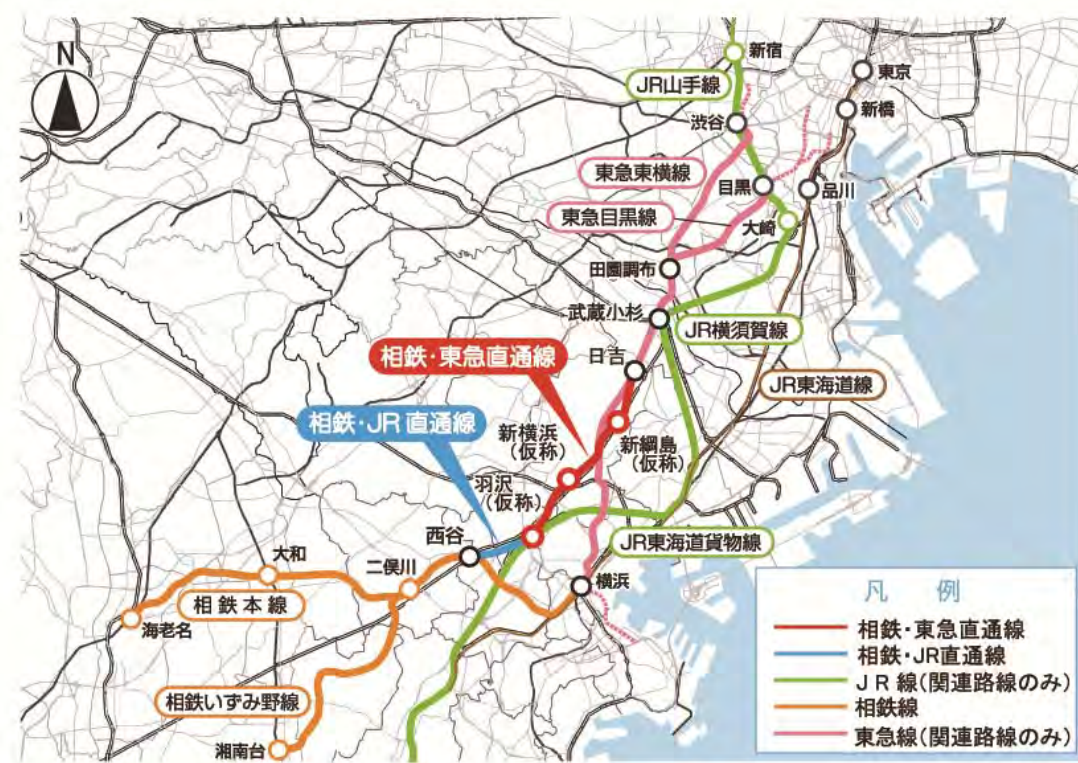 N
新宿
東京
JR山手線
新橋
渋谷
東急東横線
目黒
品川
東急目黒線
大崎
田園調布
武蔵小杉
JR横須賀線
日吉
相鉄・東急直通線
JR東海道線
相鉄・JR直通線
新横浜
(仮称)
新綱島
(仮称)
羽沢
(仮称)
西谷
JR東海道貨物線
大和
二俣川
横浜
相鉄本線
海老名
相鉄いずみ野線
湘南台
凡例
相鉄・東急直通線
相鉄・JR直通線
JR線(関連路線のみ)
相鉄線
東急線(関連路線のみ)